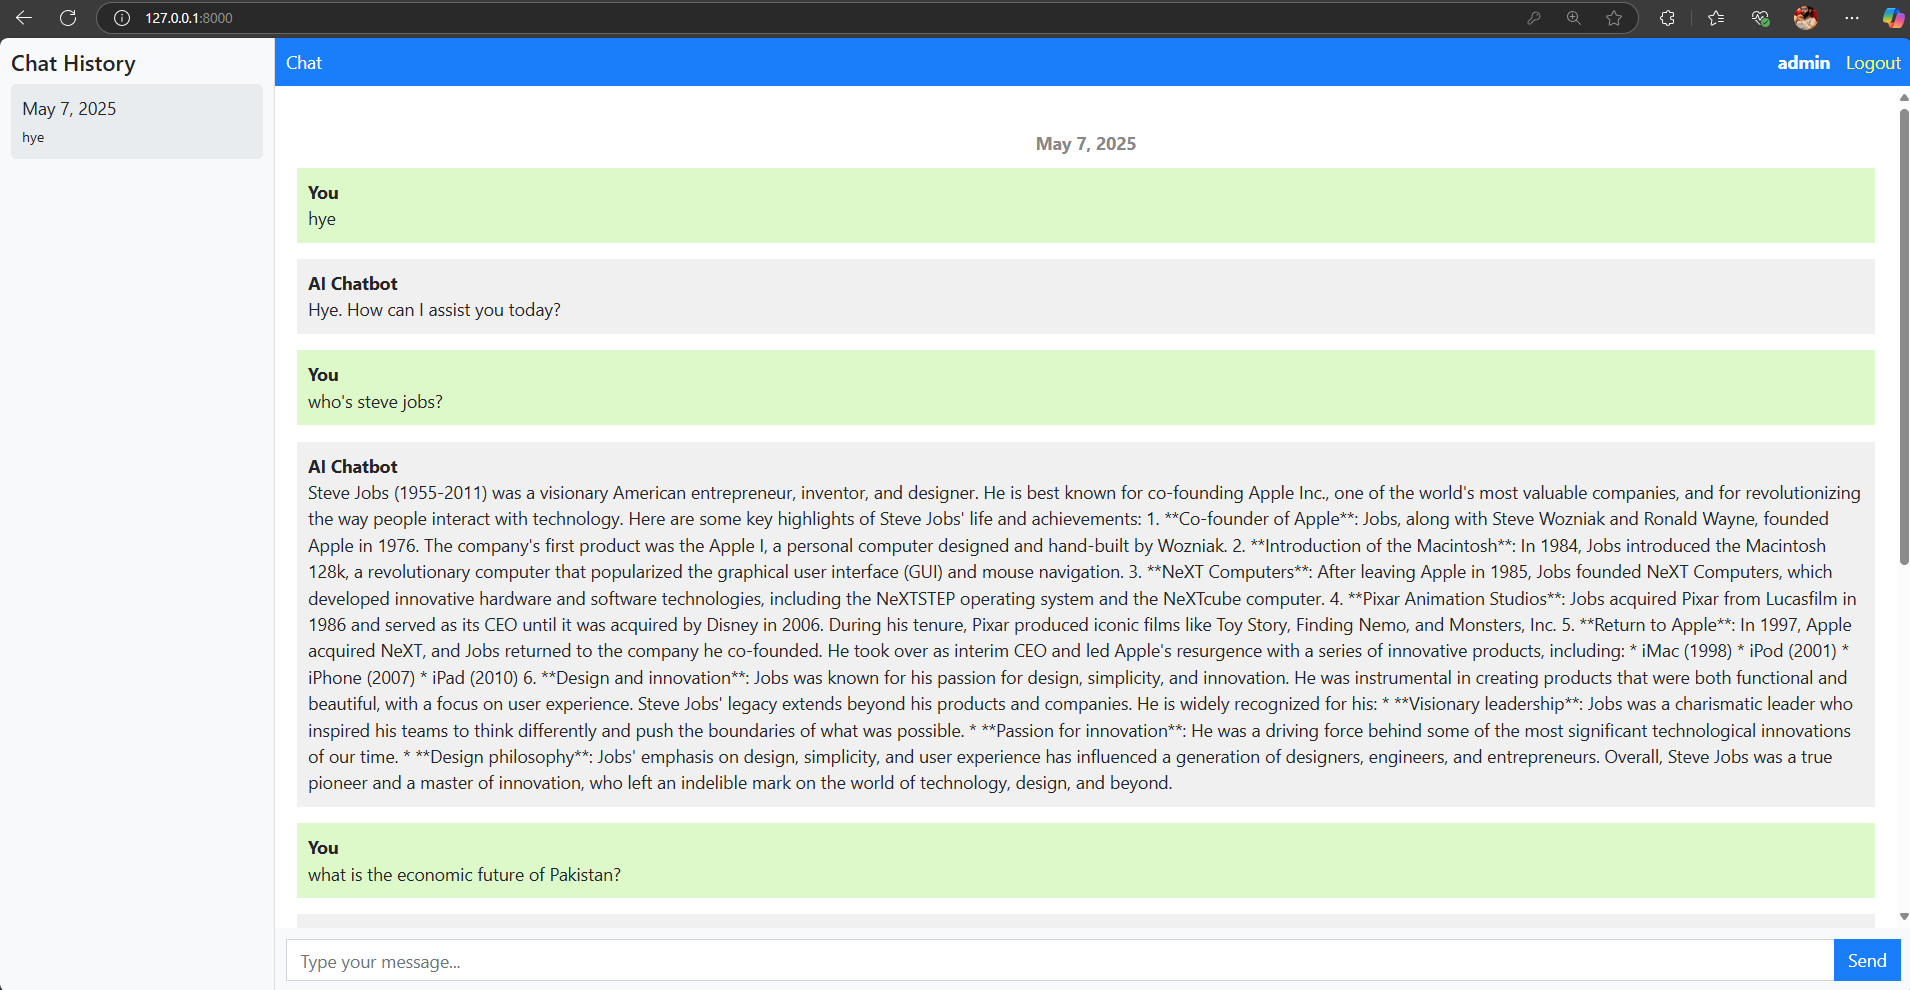 127.0.0.1:8000
Chat History
May 7, 2025
hye
Chat
admin
Logout
May 7, 2025
You
hye
AI Chatbot
Hye. How can I assist you today?
You
who's steve jobs?
AI Chatbot
Steve Jobs (1955-2011) was a visionary American entrepreneur, inventor, and designer. He is best known for co-founding Apple Inc., one of the world's most valuable companies, and for revolutionizing
the way people interact with technology. Here are some key highlights of Steve Jobs' life and achievements: 1. **Co-founder of Apple**: Jobs, along with Steve Wozniak and Ronald Wayne, founded
Apple in 1976. The company's first product was the Apple I, a personal computer designed and hand-built by Wozniak. 2. **Introduction of the Macintosh**: In 1984, Jobs introduced the Macintosh
128k, a revolutionary computer that popularized the graphical user interface (GUI) and mouse navigation. 3. **NeXT Computers**: After leaving Apple in 1985, Jobs founded NeXT Computers, which
developed innovative hardware and software technologies, including the NeXTSTEP operating system and the NeXTcube computer. 4. **Pixar Animation Studios**: Jobs acquired Pixar from Lucasfilm in
1986 and served as its CEO until it was acquired by Disney in 2006. During his tenure, Pixar produced iconic films like Toy Story, Finding Nemo, and Monsters, Inc. 5. **Return to Apple**: In 1997, Apple
acquired NeXT, and Jobs returned to the company he co-founded. He took over as interim CEO and led Apple's resurgence with a series of innovative products, including: * iMac (1998) * iPod (2001) *
iPhone (2007) * iPad (2010) 6. **Design and innovation**: Jobs was known for his passion for design, simplicity, and innovation. He was instrumental in creating products that were both functional and
beautiful, with a focus on user experience. Steve Jobs' legacy extends beyond his products and companies. He is widely recognized for his: * **Visionary leadership**: Jobs was a charismatic leader who
inspired his teams to think differently and push the boundaries of what was possible. * **Passion for innovation**: He was a driving force behind some of the most significant technological innovations
of our time. * **Design philosophy**: Jobs' emphasis on design, simplicity, and user experience has influenced a generation of designers, engineers, and entrepreneurs. Overall, Steve Jobs was a true
pioneer and a master of innovation, who left an indelible mark on the world of technology, design, and beyond.
You
what is the economic future of Pakistan?
Type your message...
Send